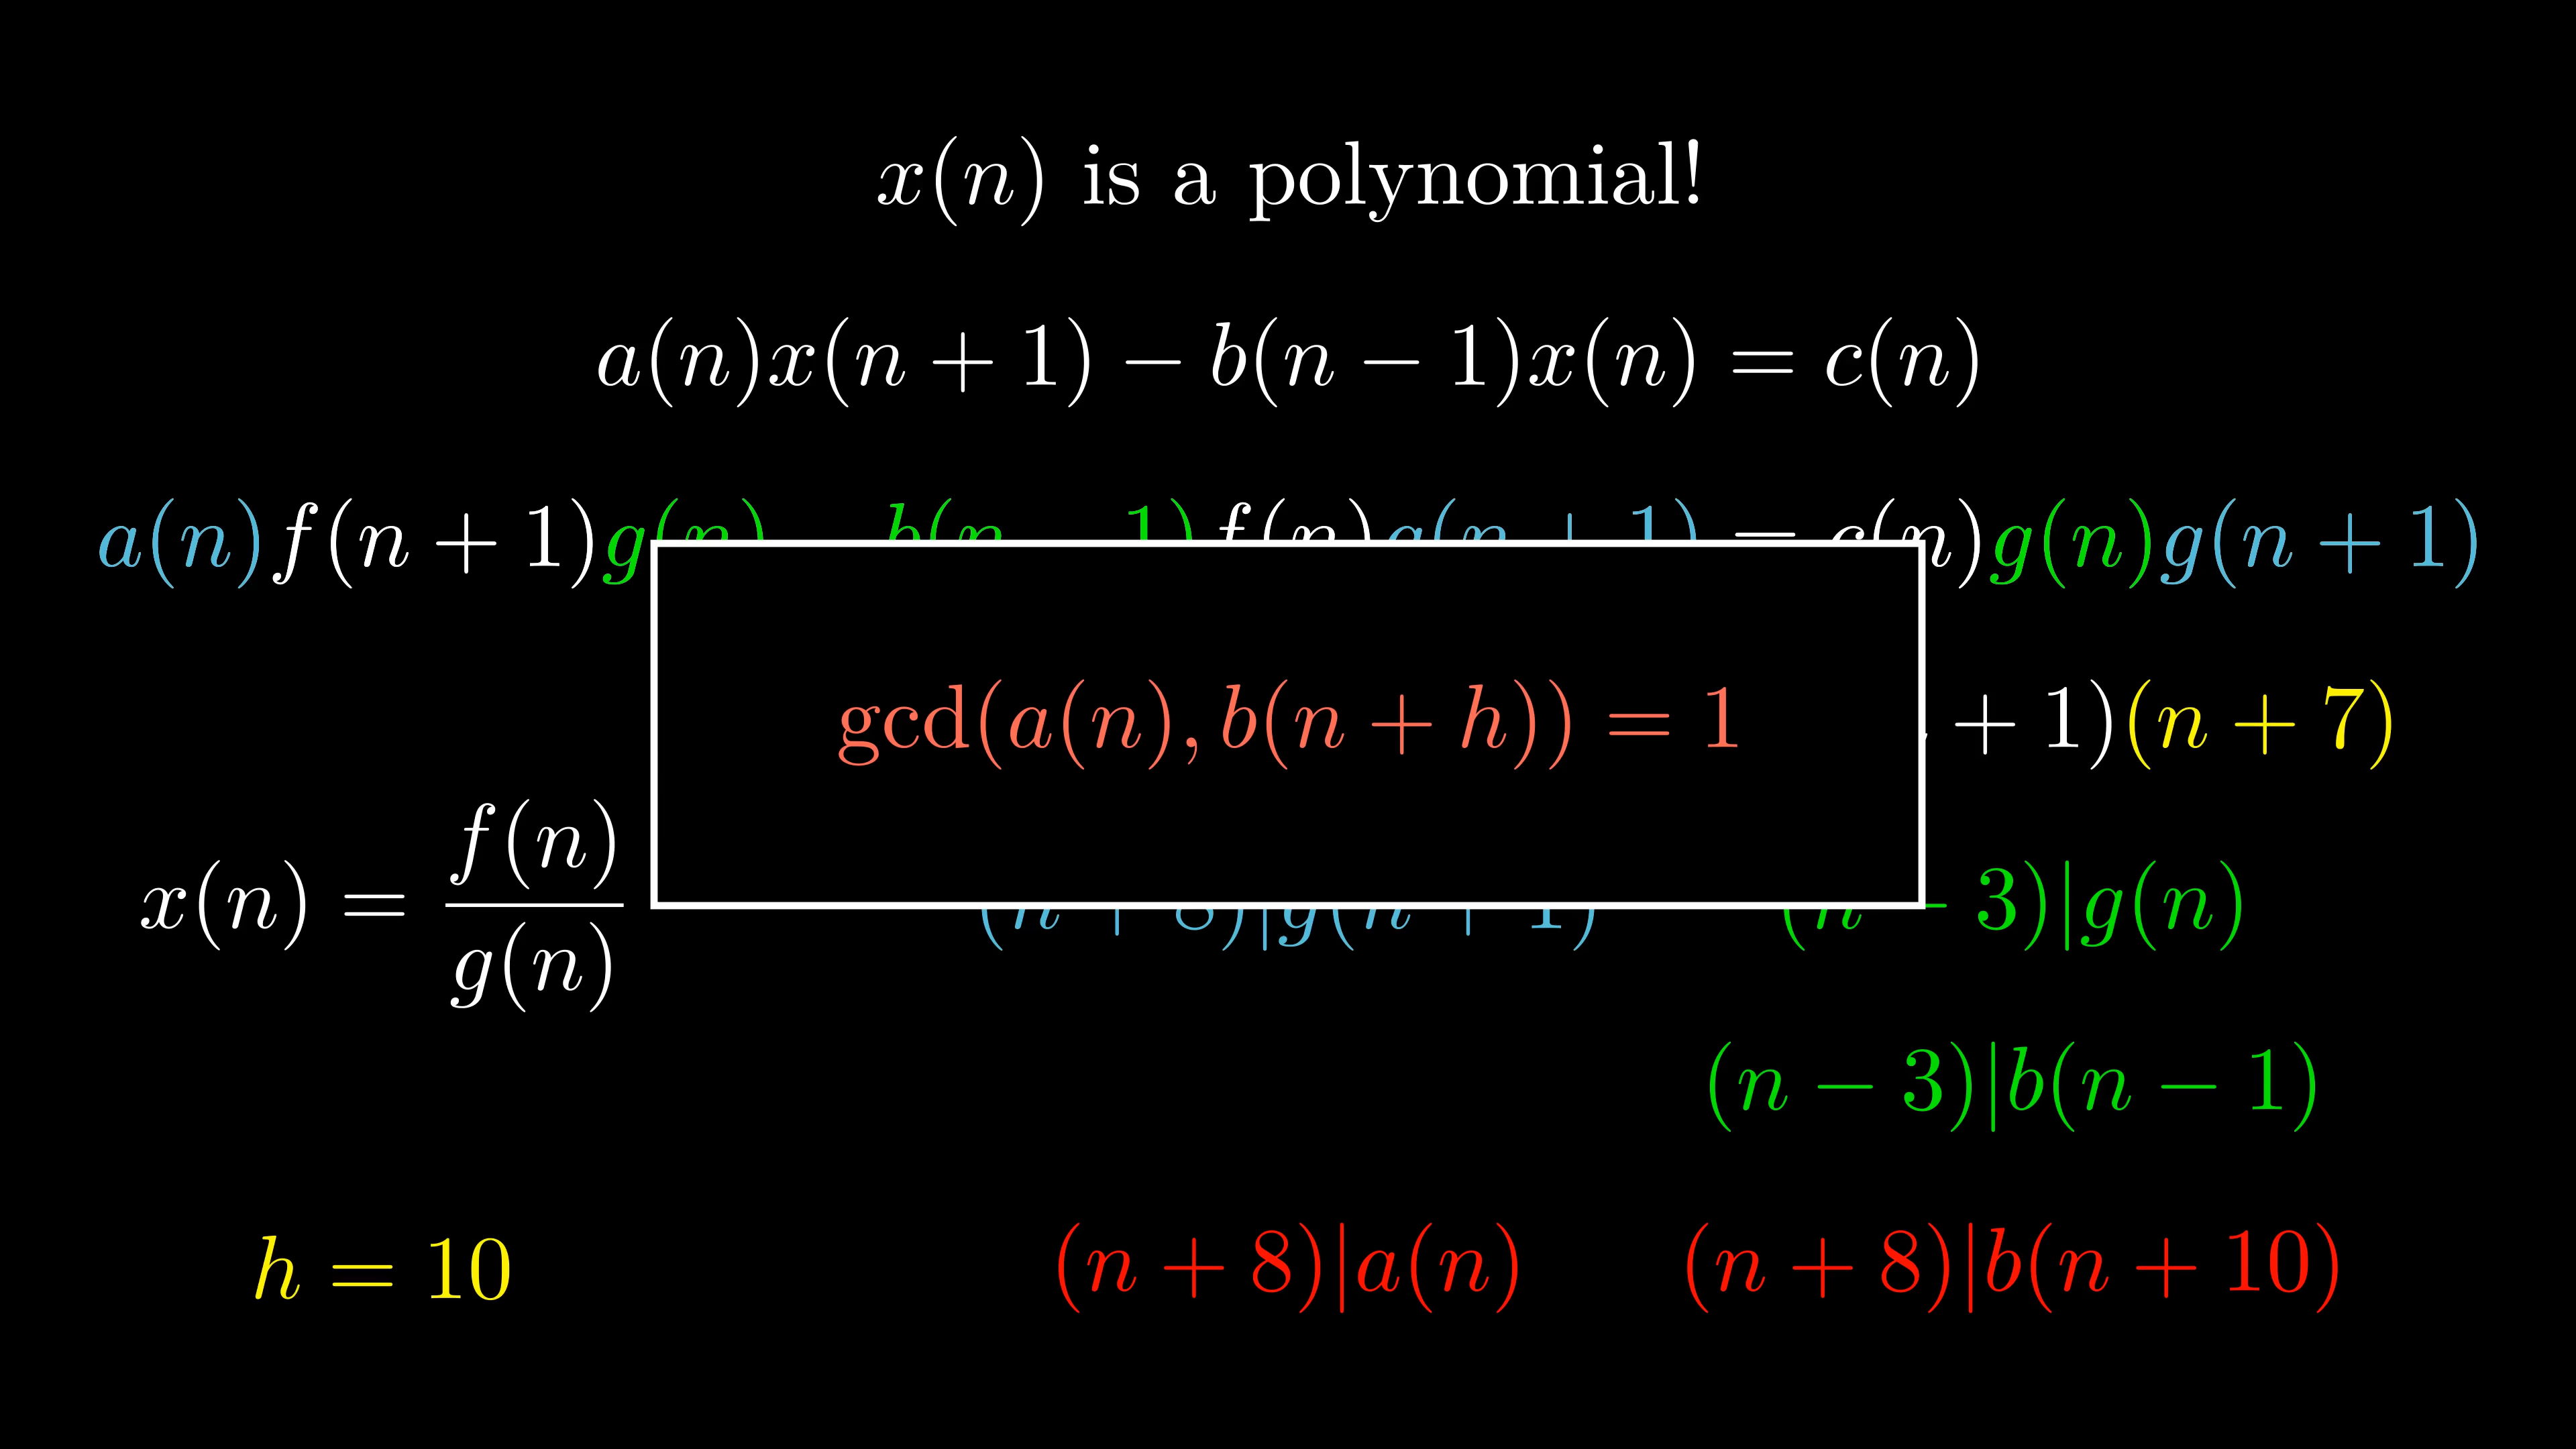 x(n) is a polynomial!
a(n)x(n + 1) − b(n − 1)x(n) = c(n)
a(n)f(n + 1)g(n) b(n − 1)f(n)g(n + 1) = c(n)g(n)g(n + 1)
gcd(a(n), b(n + h)) = 1
+ 1)(n + 7)
x(n) = f(n)/g(n)
(n + 8)|g(n + 1) (n − 3)|g(n)
(n − 3)|b(n − 1)
h = 10 (n + 8)|a(n) (n + 8)|b(n + 10)